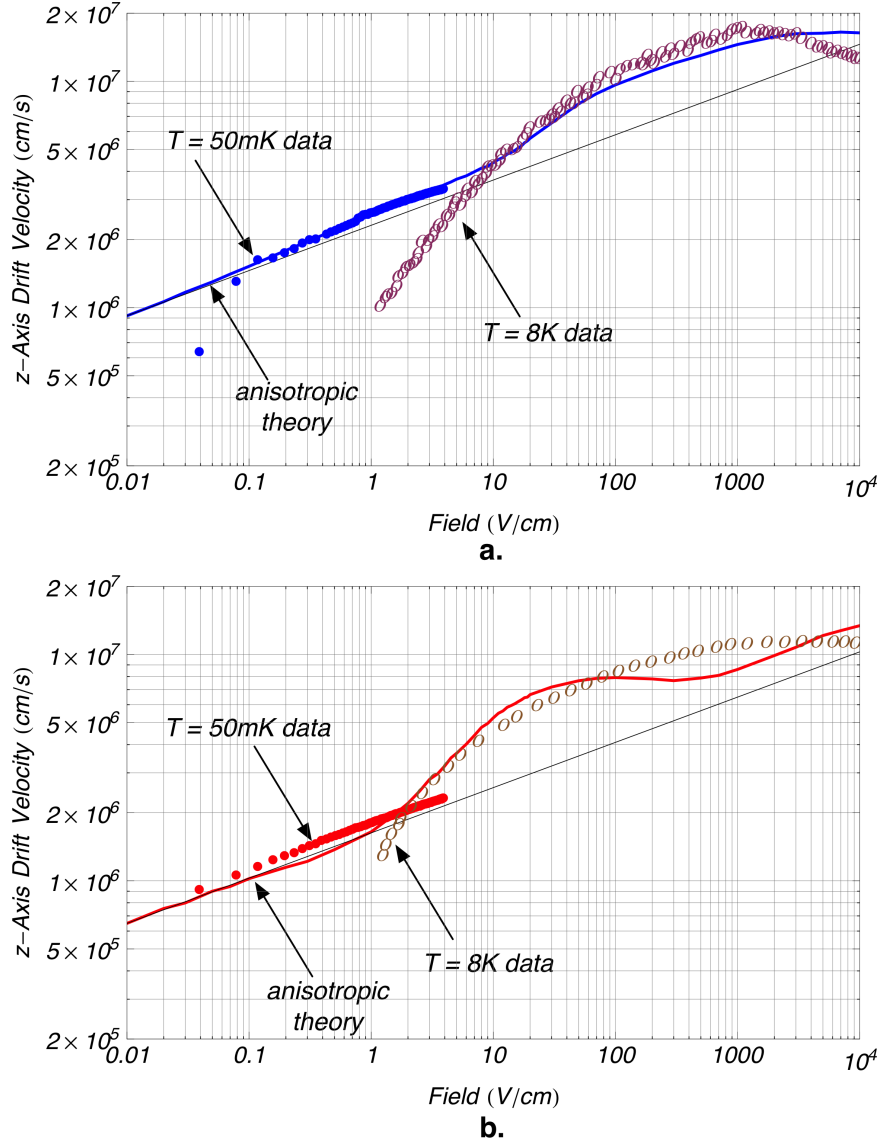 2 × 10⁷
1 × 10⁷
5 × 10⁶
2 × 10⁶
1 × 10⁶
5 × 10⁵
2 × 10⁵
z−Axis Drift Velocity (cm/s)
T = 50mK data
T = 8K data
anisotropic
theory
0.01 0.1 1 10 100 1000 10⁴
Field (V/cm)
a.
2 × 10⁷
1 × 10⁷
5 × 10⁶
2 × 10⁶
1 × 10⁶
5 × 10⁵
2 × 10⁵
z−Axis Drift Velocity (cm/s)
T = 50mK data
T = 8K data
anisotropic
theory
0.01 0.1 1 10 100 1000 10⁴
Field (V/cm)
b.